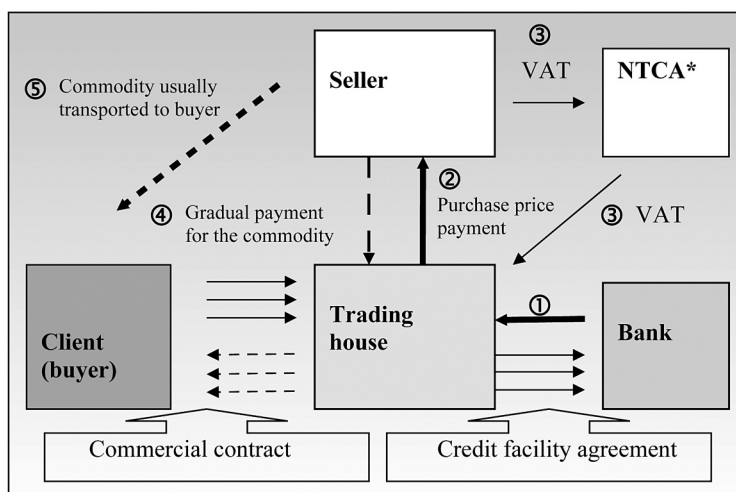 ③
VAT
Seller
NTCA*
⑤ Commodity usually
transported to buyer
②
Purchase price
payment
④ Gradual payment
for the commodity
③ VAT
Client
(buyer)
Trading
house
①
Bank
Commercial contract
Credit facility agreement